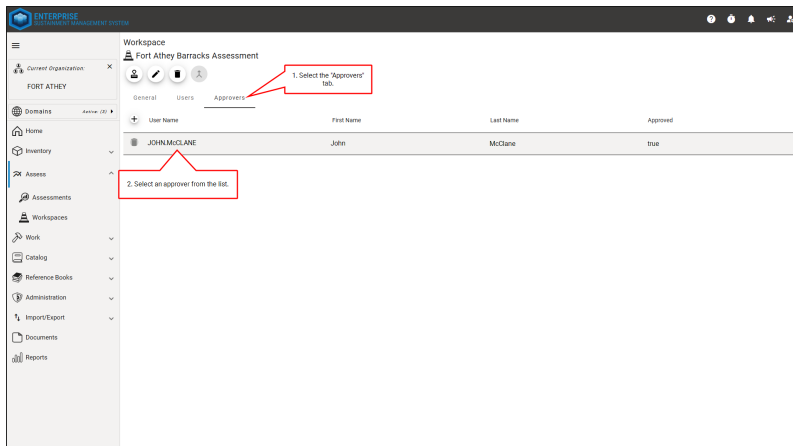 ENTERPRISE
SUSTAINMENT MANAGEMENT SYSTEM
Workspace
Fort Athey Barracks Assessment
Current Organization:
FORT ATHEY
1. Select the "Approvers"
tab.
General Users Approvers
Domains Active: (3)
User Name First Name Last Name Approved
Home
JOHN.McCLANE John McClane true
Inventory
Assess
2. Select an approver from the list.
Assessments
Workspaces
Work
Catalog
Reference Books
Administration
Import/Export
Documents
Reports